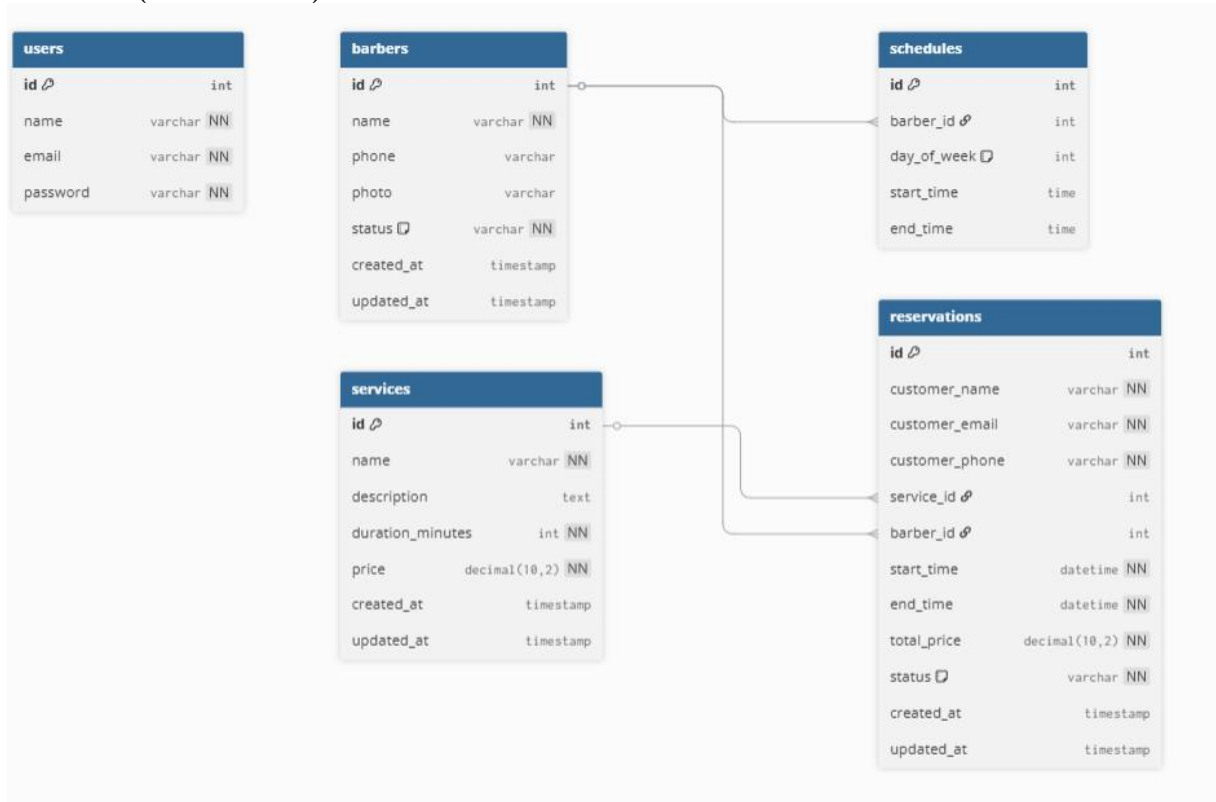 users
id int
name varchar NN
email varchar NN
password varchar NN
barbers
id int
name varchar NN
phone varchar
photo varchar
status varchar NN
created_at timestamp
updated_at timestamp
services
id int
name varchar NN
description text
duration_minutes int NN
price decimal(10,2) NN
created_at timestamp
updated_at timestamp
schedules
id int
barber_id int
day_of_week int
start_time time
end_time time
reservations
id int
customer_name varchar NN
customer_email varchar NN
customer_phone varchar NN
service_id int
barber_id int
start_time datetime NN
end_time datetime NN
total_price decimal(10,2) NN
status varchar NN
created_at timestamp
updated_at timestamp